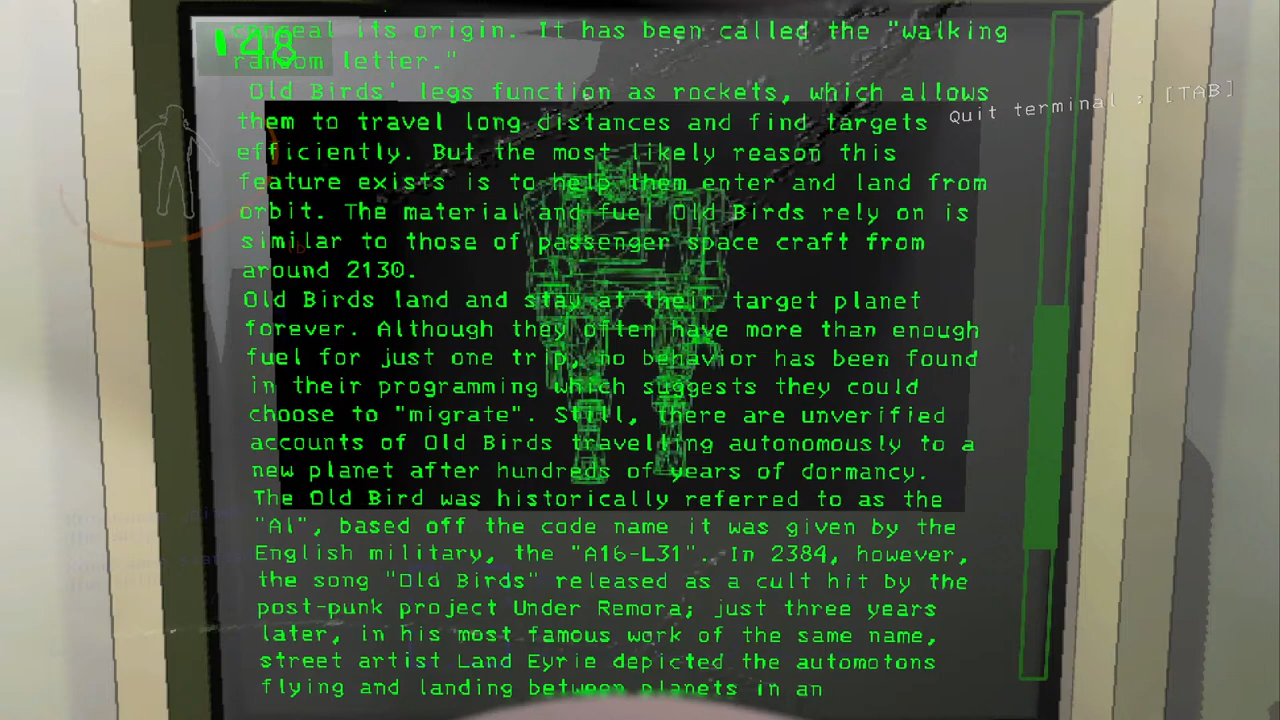 conceal its origin. It has been called the "walking
ransom letter."
Old Birds' legs function as rockets, which allows
them to travel long distances and find targets
efficiently. But the most likely reason this
feature exists is to help them enter and land from
orbit. The material and fuel Old Birds rely on is
similar to those of passenger space craft from
around 2130.
Old Birds land and stay at their target planet
forever. Although they often have more than enough
fuel for just one trip, no behavior has been found
in their programming which suggests they could
choose to "migrate". Still, there are unverified
accounts of Old Birds travelling autonomously to a
new planet after hundreds of years of dormancy.
The Old Bird was historically referred to as the
"Al", based off the code name it was given by the
English military, the "A16-L31". In 2384, however,
the song "Old Birds" released as a cult hit by the
post-punk project Under Remora; just three years
later, in his most famous work of the same name,
street artist Land Eyrie depicted the automotons
flying and landing between planets in an
48
Quit terminal : [TAB]